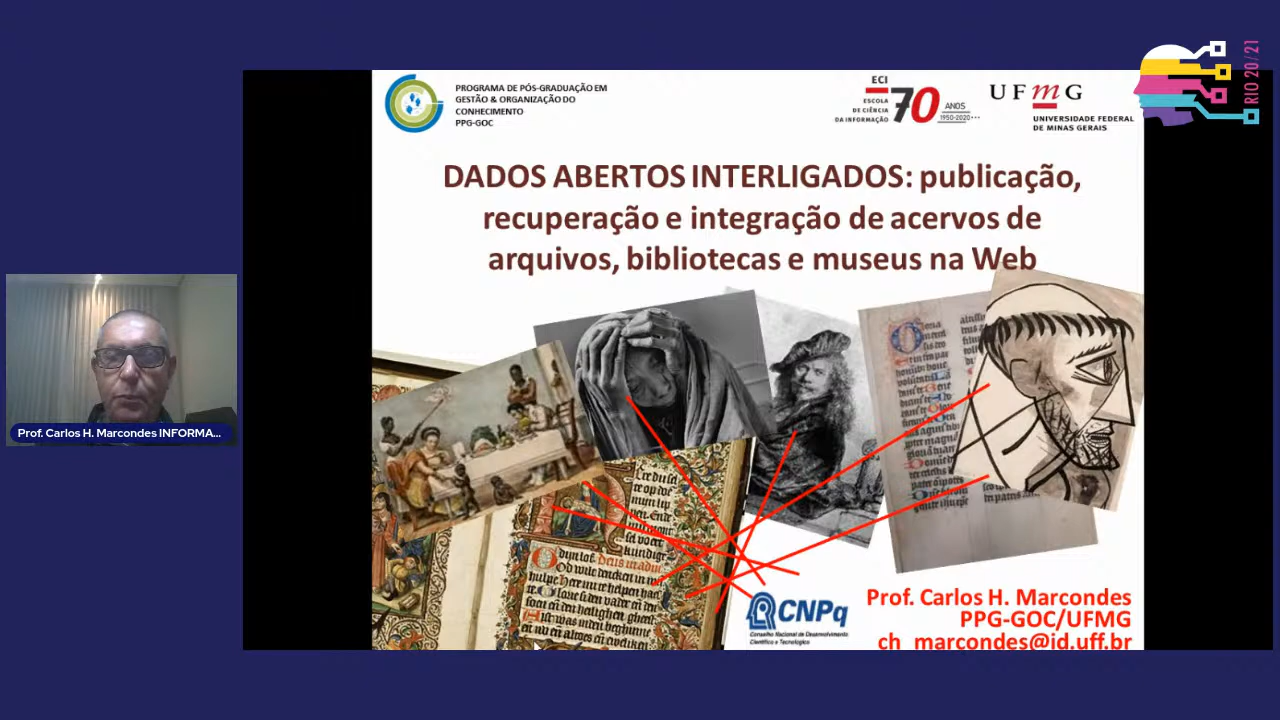 PROGRAMA DE PÓS-GRADUAÇÃO EM
GESTÃO & ORGANIZAÇÃO DO
CONHECIMENTO
PPG-GOC
ECI
ESCOLA
DE CIÊNCIA
DA INFORMAÇÃO
70
ANOS
1950-2020
UFmG
UNIVERSIDADE FEDERAL
DE MINAS GERAIS
RIO 20/21
DADOS ABERTOS INTERLIGADOS: publicação,
recuperação e integração de acervos de
arquivos, bibliotecas e museus na Web
Prof. Carlos H. Marcondes INFORMA...
CNPq
Conselho Nacional de Desenvolvimento
Científico e Tecnológico
Prof. Carlos H. Marcondes
PPG-GOC/UFMG
ch_marcondes@id.uff.br